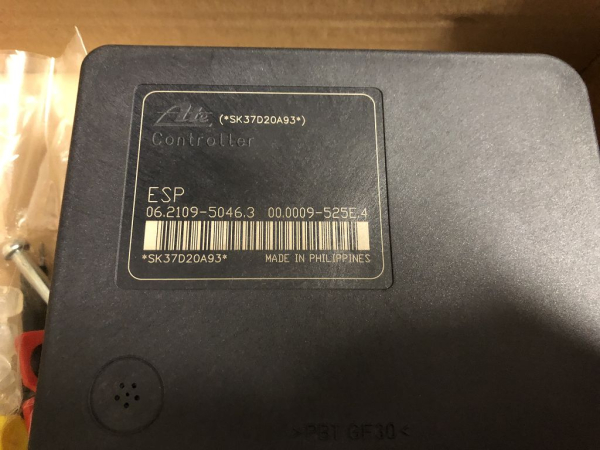 Ate (*SK37D20A93*)
Controller
ESP
06.2109-5046.3 00.0009-525E.4
*SK37D20A93* MADE IN PHILIPPINES
>PBT GF30<